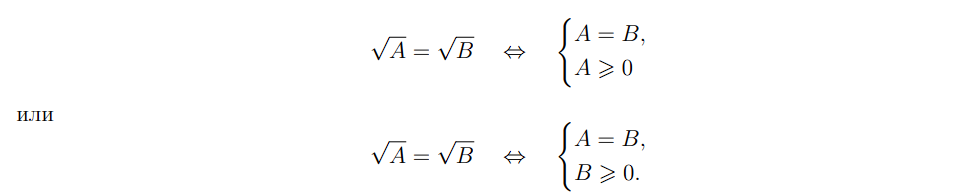 √A = √B ⇔ { A = B, A ⩾ 0
или
√A = √B ⇔ { A = B, B ⩾ 0.